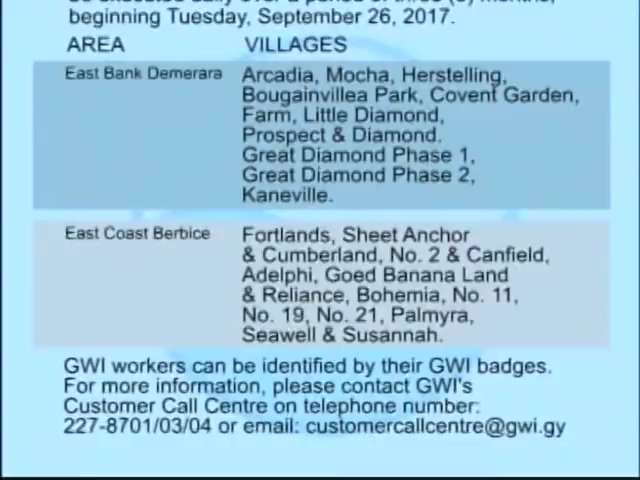 beginning Tuesday, September 26, 2017.
AREA VILLAGES
East Bank Demerara Arcadia, Mocha, Herstelling,
Bougainvillea Park, Covent Garden,
Farm, Little Diamond,
Prospect & Diamond.
Great Diamond Phase 1,
Great Diamond Phase 2,
Kaneville.
East Coast Berbice Fortlands, Sheet Anchor
& Cumberland, No. 2 & Canfield,
Adelphi, Goed Banana Land
& Reliance, Bohemia, No. 11,
No. 19, No. 21, Palmyra,
Seawell & Susannah.
GWI workers can be identified by their GWI badges.
For more information, please contact GWI's
Customer Call Centre on telephone number:
227-8701/03/04 or email: customercallcentre@gwi.gy